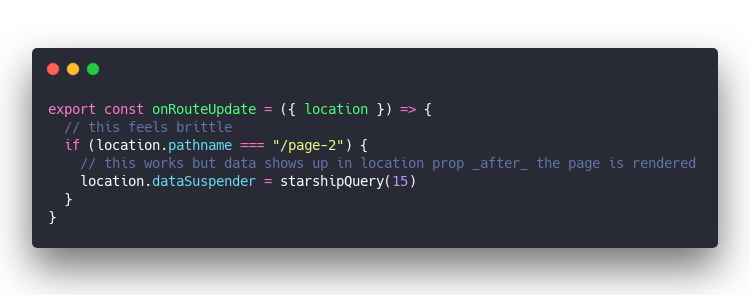 export const onRouteUpdate = ({ location }) => {
  // this feels brittle
  if (location.pathname === "/page-2") {
    // this works but data shows up in location prop _after_ the page is rendered
    location.dataSuspender = starshipQuery(15)
  }
}